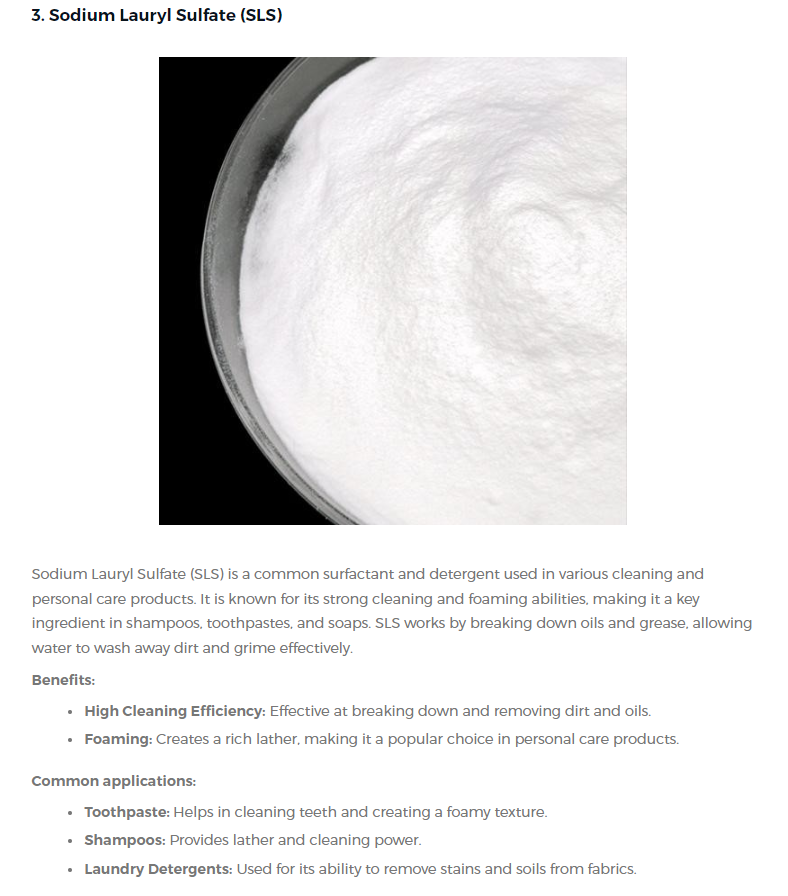 3. Sodium Lauryl Sulfate (SLS)
Sodium Lauryl Sulfate (SLS) is a common surfactant and detergent used in various cleaning and
personal care products. It is known for its strong cleaning and foaming abilities, making it a key
ingredient in shampoos, toothpastes, and soaps. SLS works by breaking down oils and grease, allowing
water to wash away dirt and grime effectively.
Benefits:
• High Cleaning Efficiency: Effective at breaking down and removing dirt and oils.
• Foaming: Creates a rich lather, making it a popular choice in personal care products.
Common applications:
• Toothpaste: Helps in cleaning teeth and creating a foamy texture.
• Shampoos: Provides lather and cleaning power.
• Laundry Detergents: Used for its ability to remove stains and soils from fabrics.